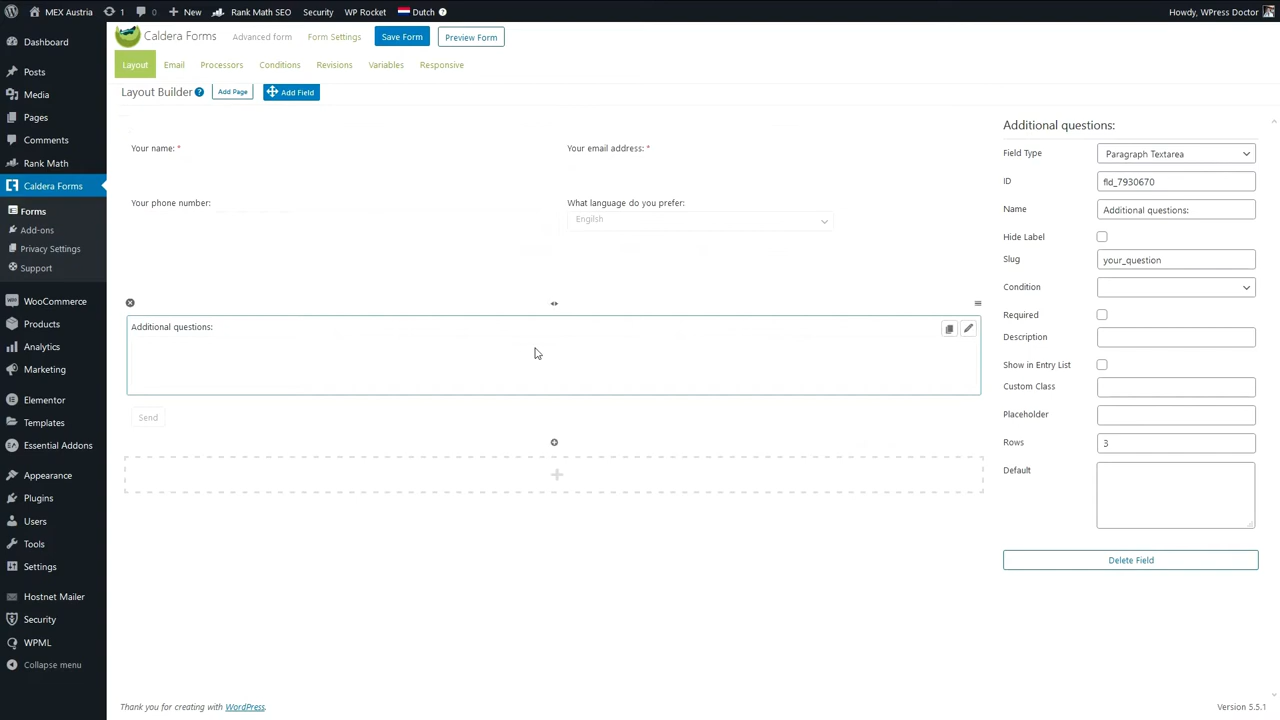 MEX Austria 1 0 New Rank Math SEO Security WP Rocket Dutch Howdy, WPress Doctor
Dashboard
Posts
Media
Pages
Comments
Rank Math
Caldera Forms
Forms
Add-ons
Privacy Settings
Support
WooCommerce
Products
Analytics
Marketing
Elementor
Templates
Essential Addons
Appearance
Plugins
Users
Tools
Settings
Hostnet Mailer
Security
WPML
Collapse menu
Caldera Forms Advanced form Form Settings Save Form Preview Form
Layout Email Processors Conditions Revisions Variables Responsive
Layout Builder ? Add Page Add Field
Your name: * Your email address: *
Your phone number: What language do you prefer:
English
Additional questions:
Send
Additional questions:
Field Type Paragraph Textarea
ID fld_7930670
Name Additional questions:
Hide Label
Slug your_question
Condition
Required
Description
Show in Entry List
Custom Class
Placeholder
Rows 3
Default
Delete Field
Thank you for creating with WordPress. Version 5.5.1